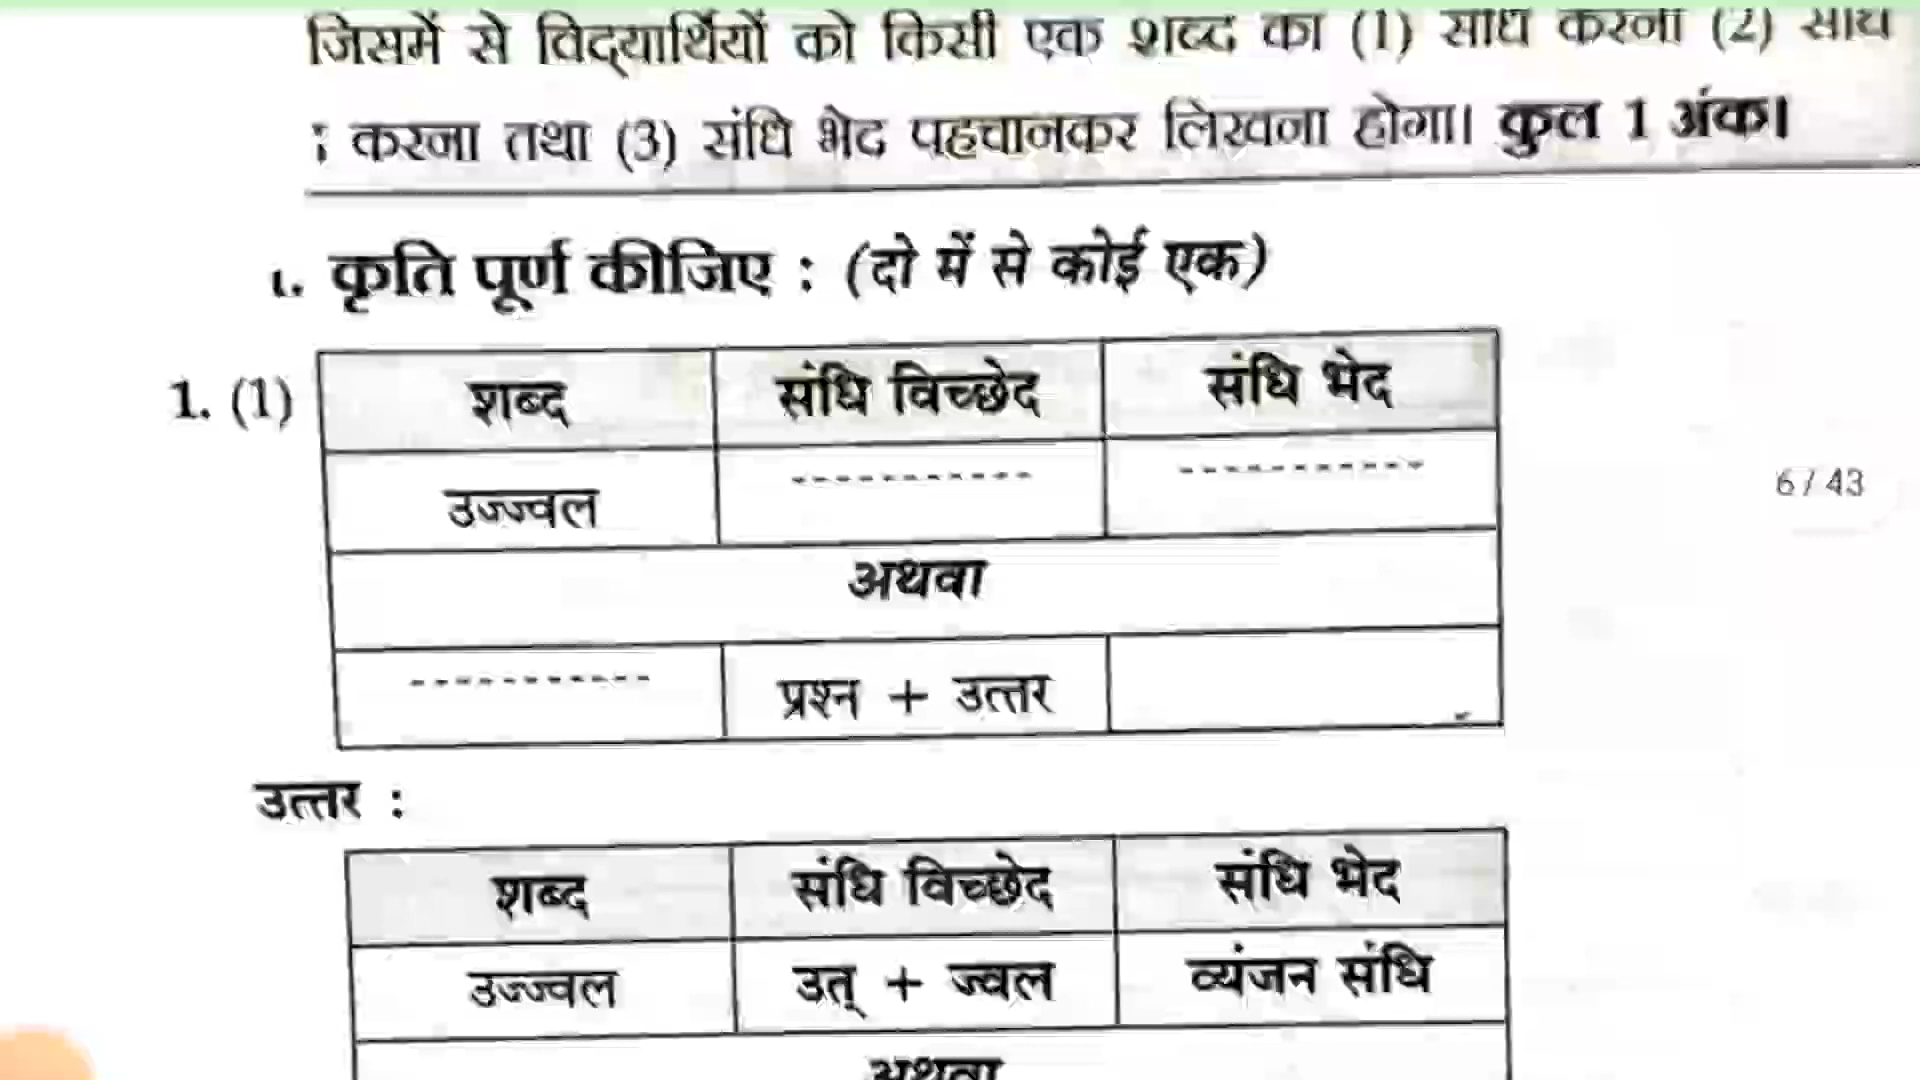 जिसमें से विद्यार्थियों को किसी एक शब्द का (1) संधि करना (2) संधि
; करना तथा (3) संधि भेद पहचानकर लिखना होगा। कुल 1 अंक।
. कृति पूर्ण कीजिए : (दो में से कोई एक)
1. (1) शब्द संधि विच्छेद संधि भेद
उज्ज्वल ----------- -----------
6 / 43
अथवा
----------- प्रश्न + उत्तर
उत्तर :
शब्द संधि विच्छेद संधि भेद
उज्ज्वल उत् + ज्वल व्यंजन संधि
अथवा